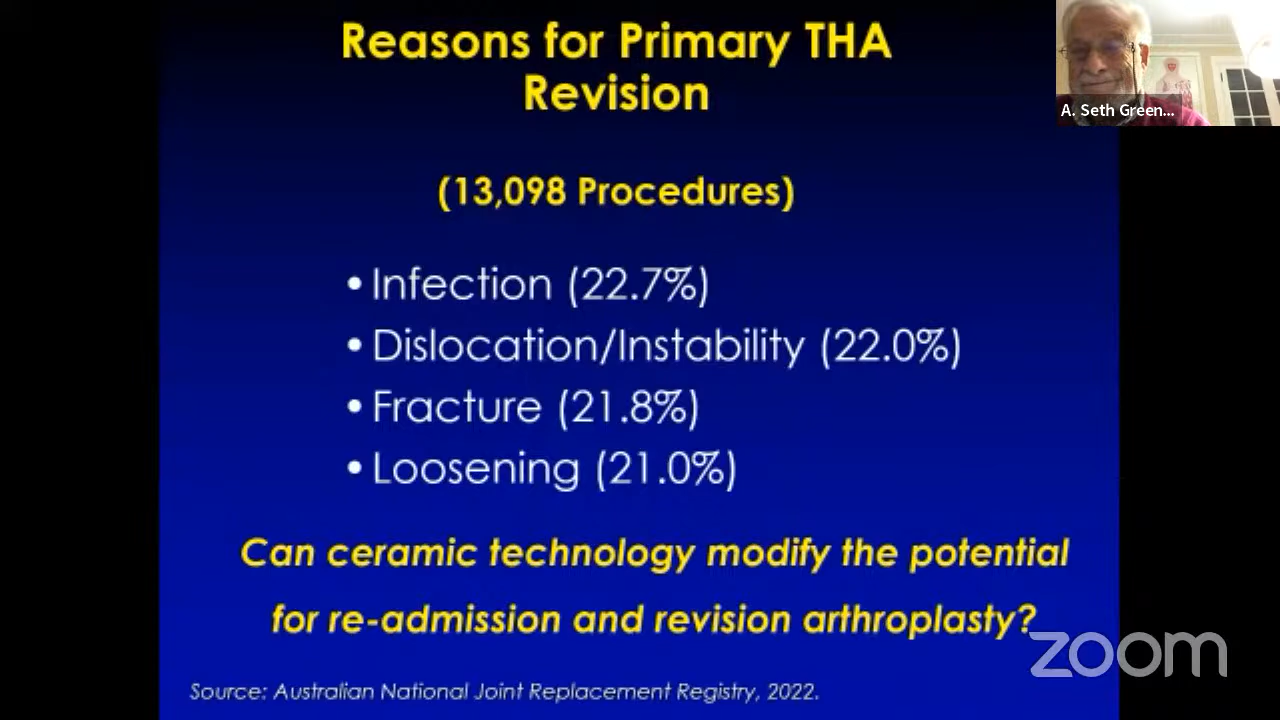 Reasons for Primary THA
Revision
A. Seth Green...
(13,098 Procedures)
• Infection (22.7%)
• Dislocation/Instability (22.0%)
• Fracture (21.8%)
• Loosening (21.0%)
Can ceramic technology modify the potential
for re-admission and revision arthroplasty?
zoom
Source: Australian National Joint Replacement Registry, 2022.